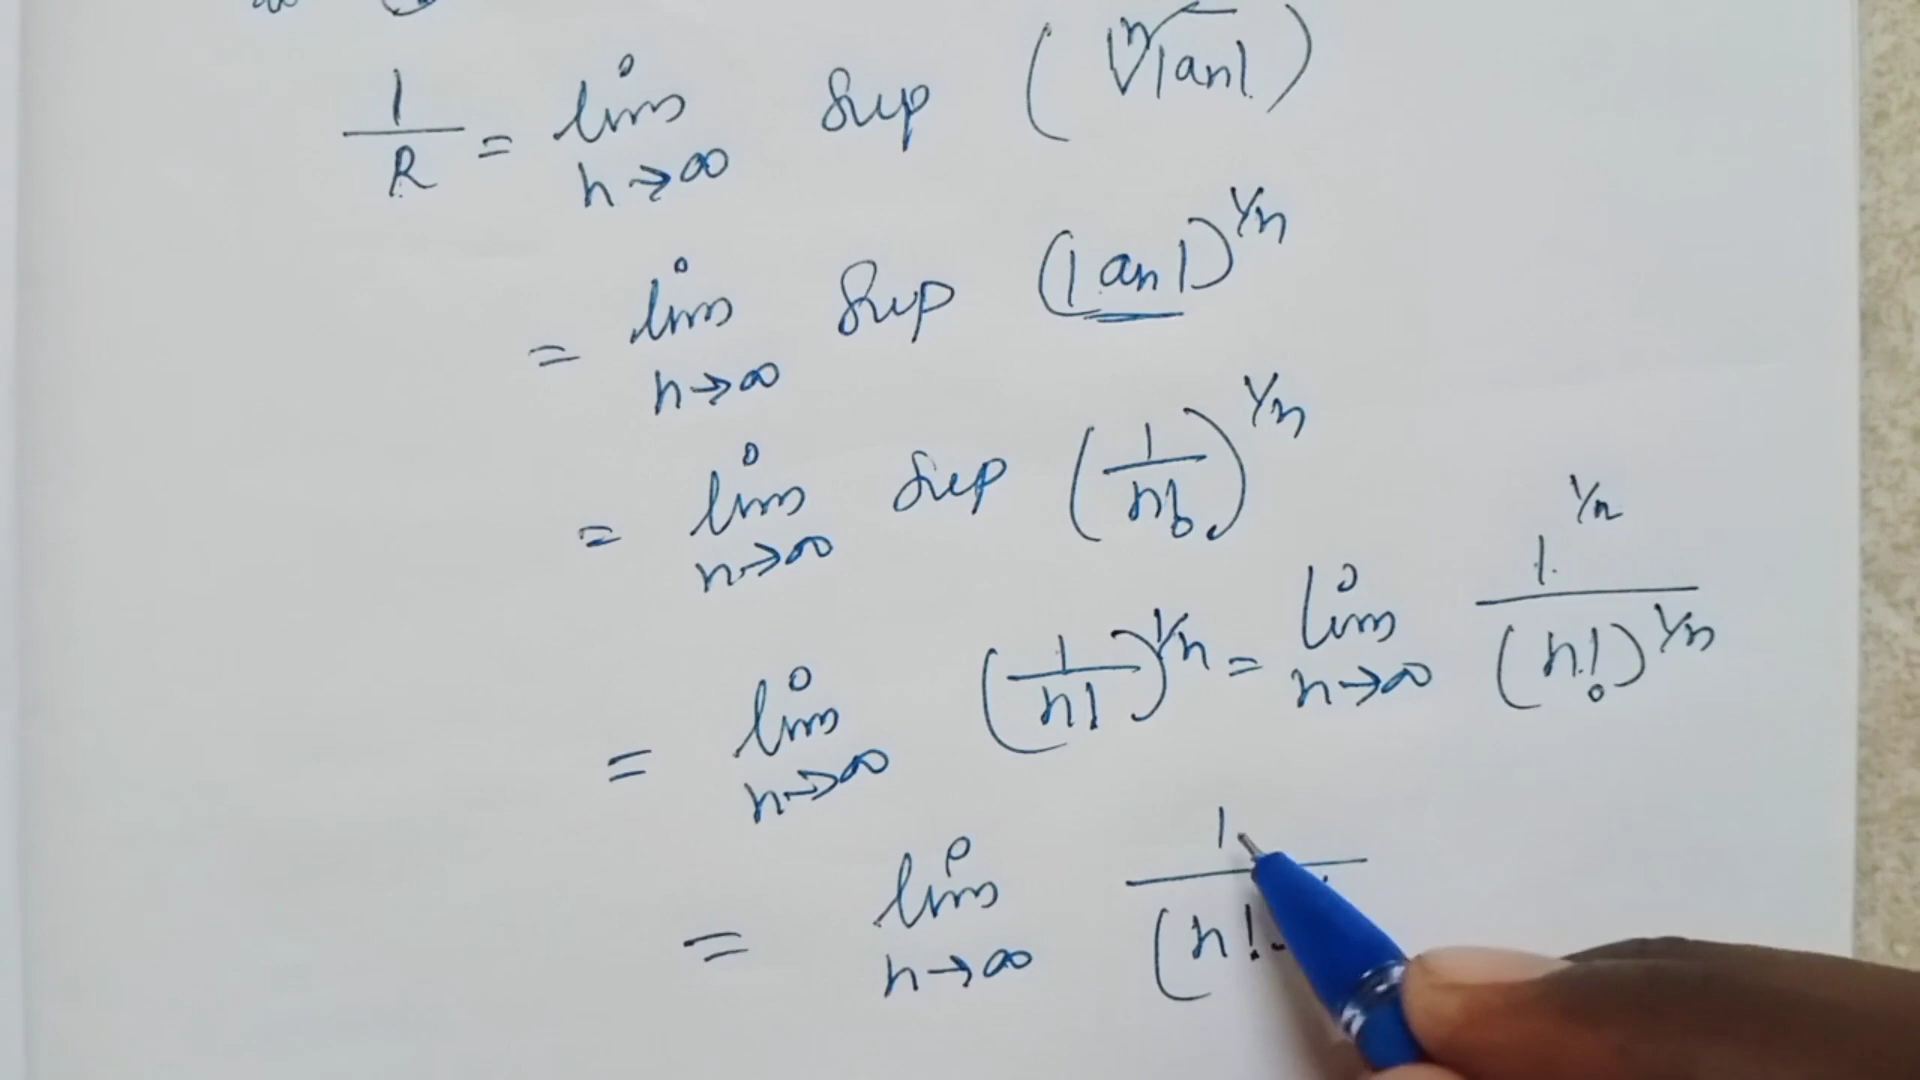 1/R = lim n→∞ Sup (ⁿ√|an|)
= lim n→∞ Sup (|an|)^1/n
= lim n→∞ Sup (1/n!)^1/n
= lim n→∞ (1/n!)^1/n = lim n→∞ 1^1/n / (n!)^1/n
= lim n→∞ 1 / (n!